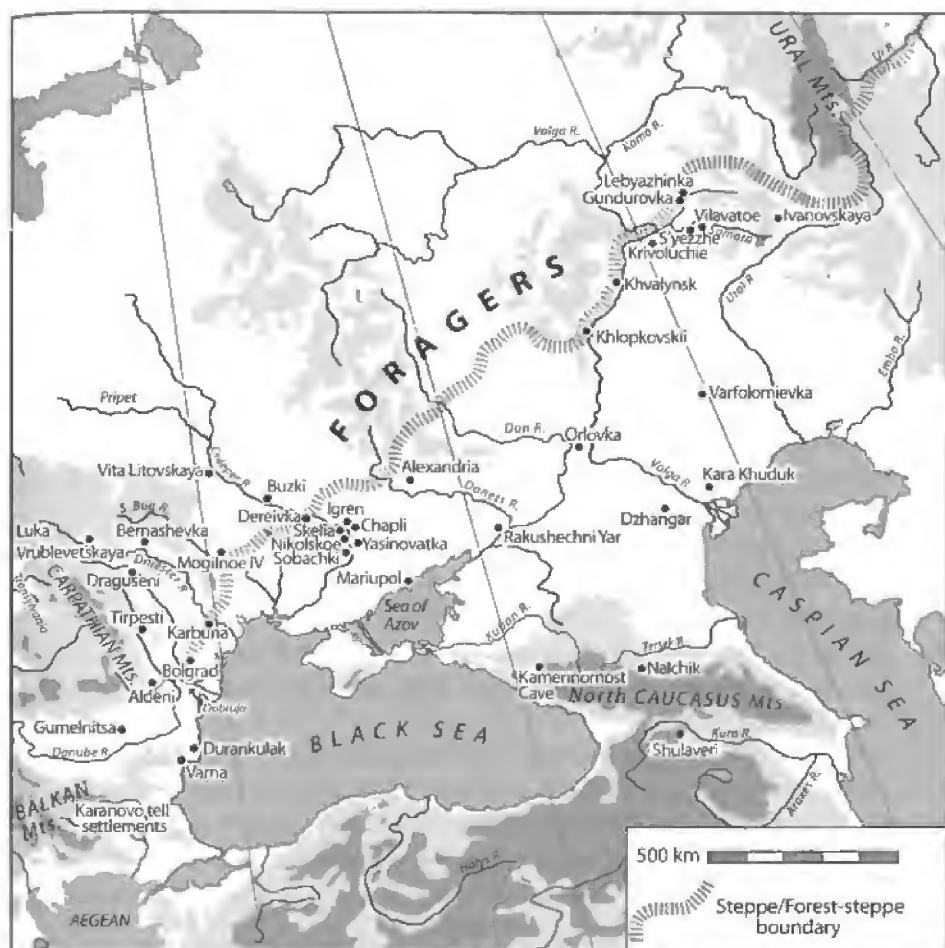 URAL Mts.
Ui R.
Volga R.
Kama R.
Lebyazhinka
Gundurovka
Vilavatoe
Ivanovskaya
S'yezzhe
Samara R.
Krivoluchie
Khvalynsk
Ural R.
FORAGERS
Khlopkovskii
Emba R.
Varfolomievka
Pripet
Don R.
Orlovka
Vita Litovskaya
Dnieper R.
Alexandria
Volga R.
Kara Khuduk
Buzki
Donets R.
S. Bug R.
Dereivka
Igren
Chapli
Dzhangar
Luka
Vrublevetskaya
Bernashevka
Skelia
Nikolskoe
Yasinovatka
Rakushechni Yar
Mogilnoe IV
Sobachki
Dniester R.
Draguseni
Mariupol
Transylvania
CARPATHIAN Mts.
Tirpesti
Sea of
Azov
Kuban R.
CASPIAN SEA
Karbuna
Terek R.
Bolgrad
Kamennomost
Cave
Nalchik
Aldeni
North CAUCASUS Mts.
Dobruja
Gumelnitsa
BLACK SEA
Kura R.
Danube R.
Durankulak
Shulaveri
Varna
Araxes R.
BALKAN
Mts.
Karanovo tell
settlements
500 km
Halys R.
Steppe/Forest-steppe
boundary
AEGEAN